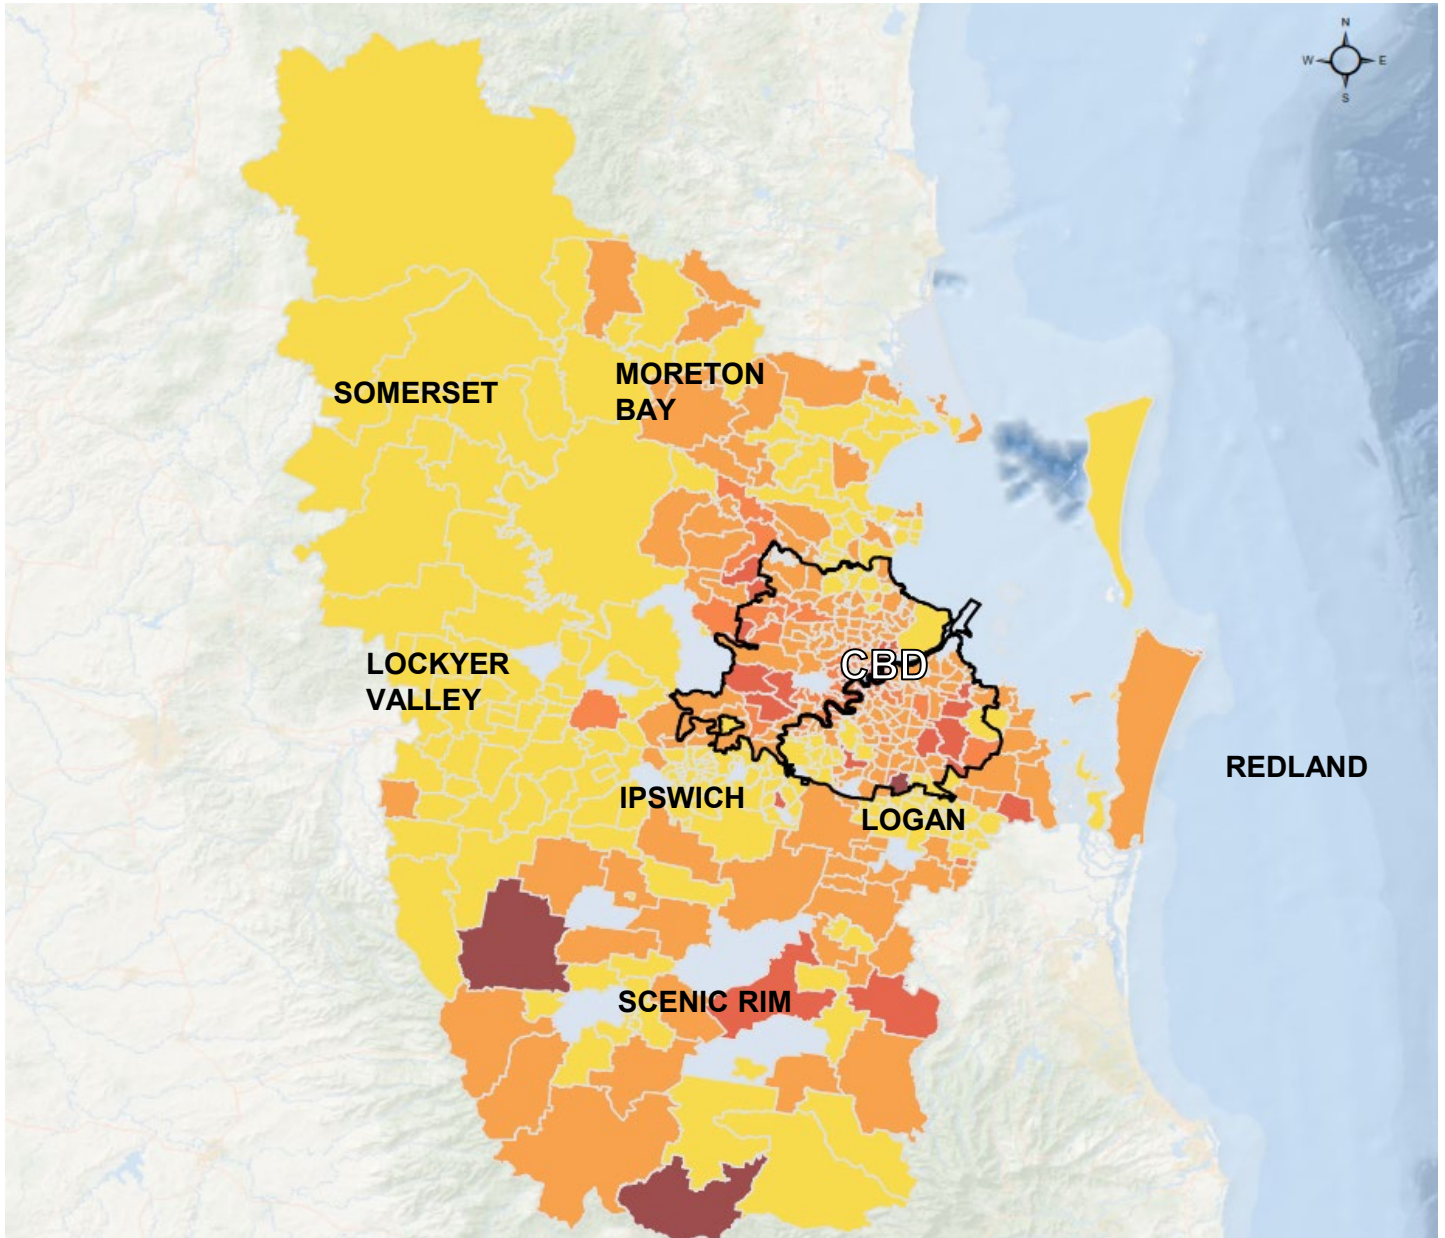 N
W E
S
SOMERSET
MORETON
BAY
CBD
LOCKYER
VALLEY
REDLAND
IPSWICH
LOGAN
SCENIC RIM